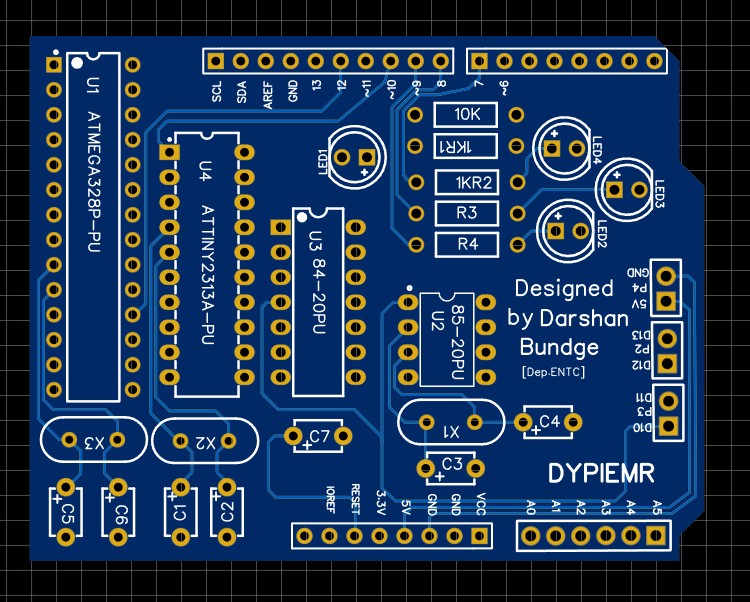 SCL
SDA
AREF
GND
13
12
~11
~10
~9
8
7
~6
U1 ATMEGA328P-PU
U4 ATTINY2313A-PU
LED1
U3 84-20PU
10K
1KR1
1KR2
R3
R4
LED4
LED3
LED2
GND
P4
5V
Designed
by Darshan
Bundge
[Dep.ENTC]
85-20PU
U2
D13
P2
D12
D11
P3
D10
X3
X2
C7
X1
C4
C3
DYPIEMR
C5
C6
C1
C2
IOREF
RESET
3.3V
5V
GND
GND
VCC
A0
A1
A2
A3
A4
A5